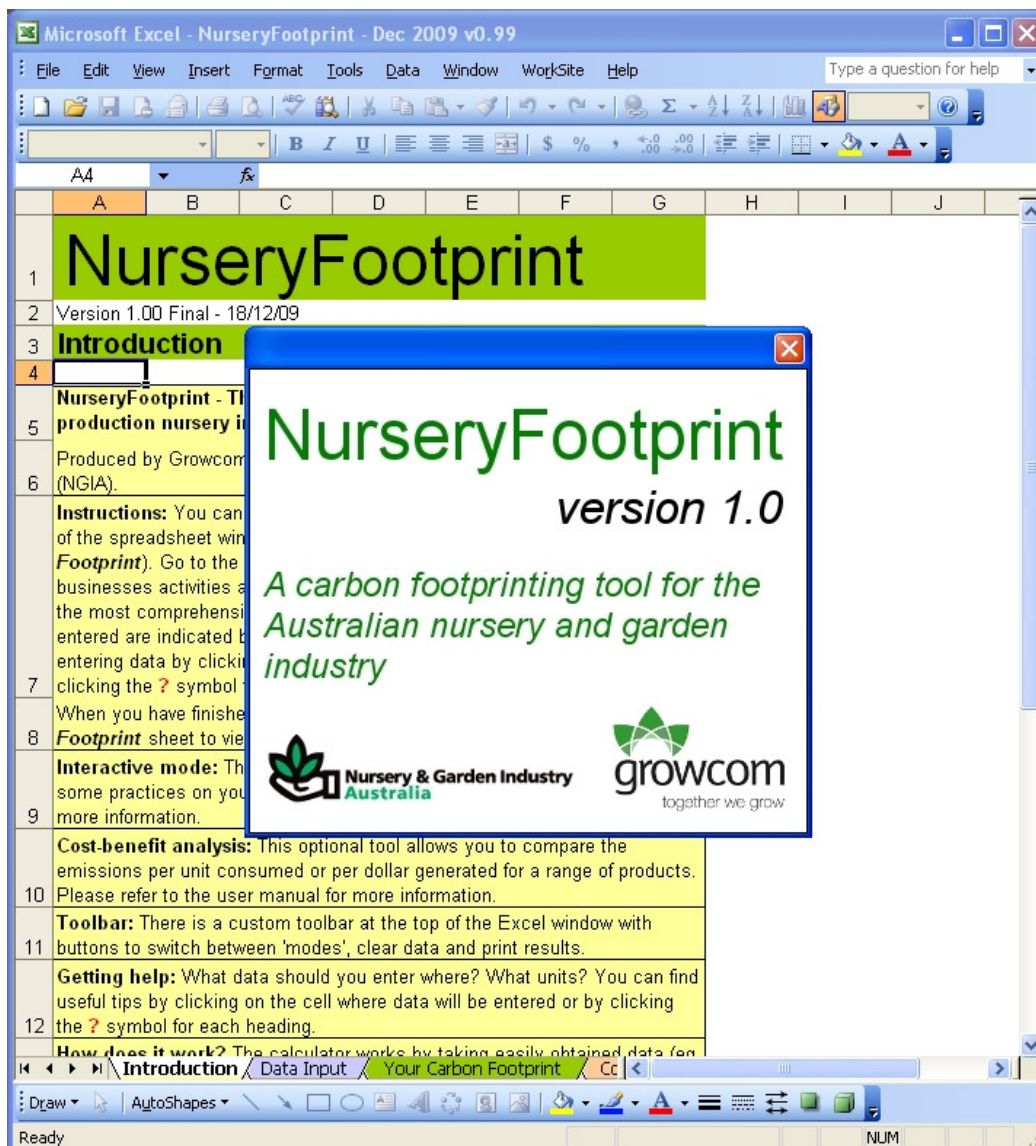 Microsoft Excel - NurseryFootprint - Dec 2009 v0.99
File Edit View Insert Format Tools Data Window WorkSite Help Type a question for help
B I U $ % ,
A4 fx
A B C D E F G H I J
1 NurseryFootprint
2 Version 1.00 Final - 18/12/09
3 Introduction
4
5 NurseryFootprint - Th
production nursery i
6 Produced by Growcom
(NGIA).
Instructions: You can
of the spreadsheet win
Footprint). Go to the
businesses activities a
the most comprehensi
entered are indicated b
entering data by clicki
7 clicking the ? symbol
When you have finishe
8 Footprint sheet to vie
Interactive mode: Th
some practices on you
9 more information.
Cost-benefit analysis: This optional tool allows you to compare the
emissions per unit consumed or per dollar generated for a range of products.
10 Please refer to the user manual for more information.
Toolbar: There is a custom toolbar at the top of the Excel window with
11 buttons to switch between 'modes', clear data and print results.
Getting help: What data should you enter where? What units? You can find
useful tips by clicking on the cell where data will be entered or by clicking
12 the ? symbol for each heading.
How does it work? The calculator works by taking easily obtained data (eg
NurseryFootprint
version 1.0
A carbon footprinting tool for the
Australian nursery and garden
industry
Nursery & Garden Industry
Australia
growcom
together we grow
Introduction Data Input Your Carbon Footprint Cc
Draw AutoShapes
Ready NUM